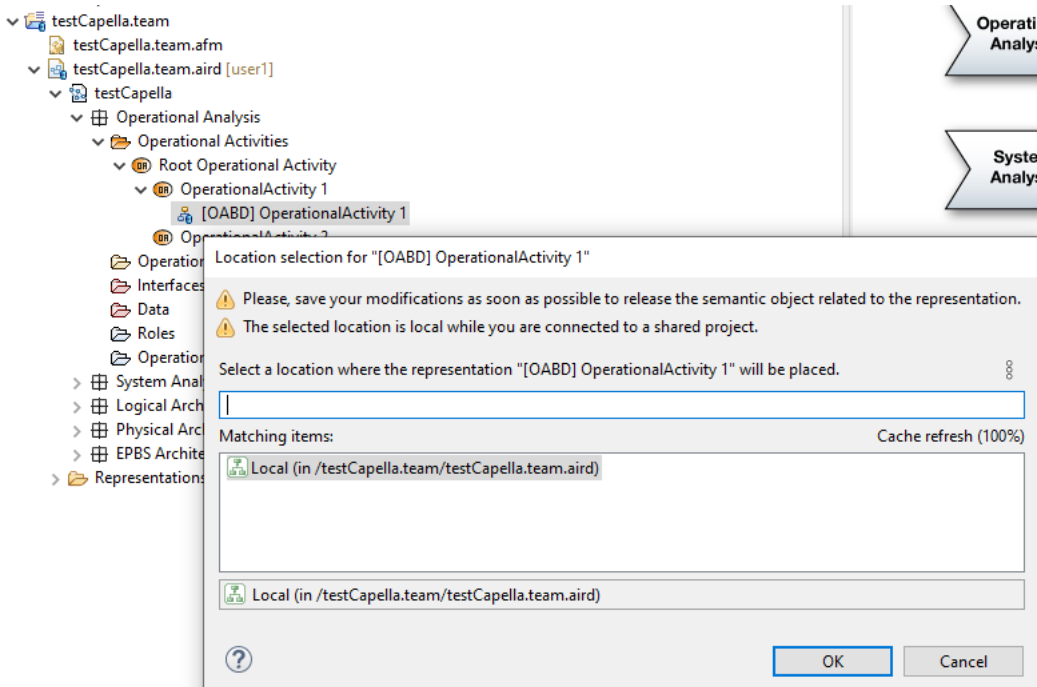 testCapella.team
testCapella.team.afm
testCapella.team.aird [user1]
testCapella
Operational Analysis
Operational Activities
Root Operational Activity
OperationalActivity 1
[OABD] OperationalActivity 1
Operation
Interfaces
Data
Roles
Operation
System Anal
Logical Arch
Physical Arc
EPBS Archite
Representations
Operati
Analys
Syste
Analys
Location selection for "[OABD] OperationalActivity 1"
Please, save your modifications as soon as possible to release the semantic object related to the representation.
The selected location is local while you are connected to a shared project.
Select a location where the representation "[OABD] OperationalActivity 1" will be placed.
Matching items:
Cache refresh (100%)
Local (in /testCapella.team/testCapella.team.aird)
Local (in /testCapella.team/testCapella.team.aird)
OK
Cancel